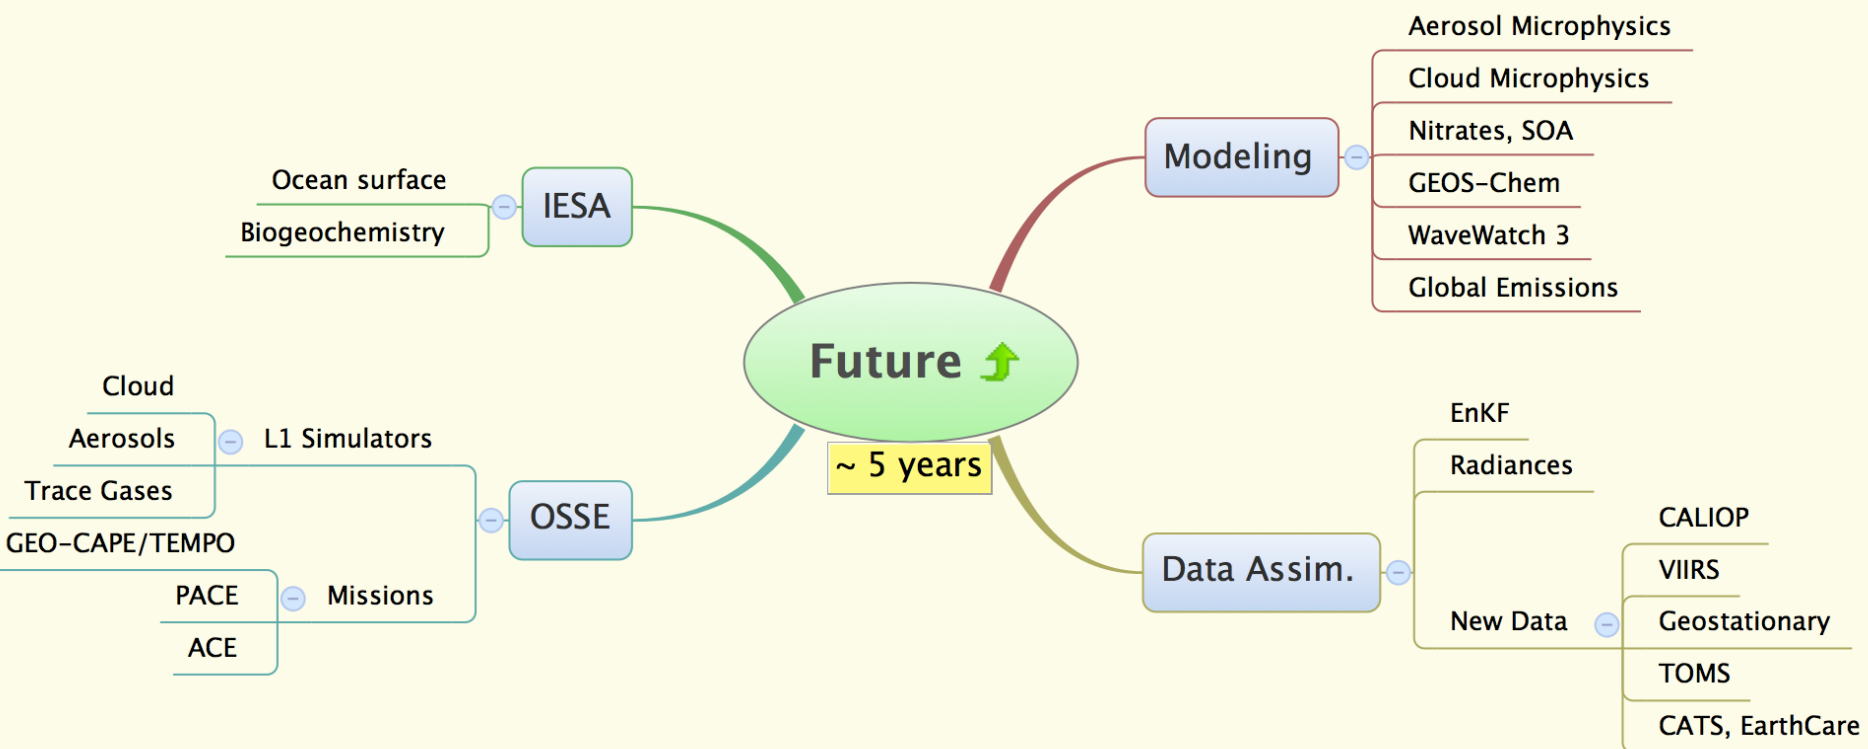 Future
~ 5 years
Modeling
Aerosol Microphysics
Cloud Microphysics
Nitrates, SOA
GEOS-Chem
WaveWatch 3
Global Emissions
Data Assim.
EnKF
Radiances
New Data
CALIOP
VIIRS
Geostationary
TOMS
CATS, EarthCare
IESA
Ocean surface
Biogeochemistry
OSSE
L1 Simulators
Cloud
Aerosols
Trace Gases
Missions
GEO-CAPE/TEMPO
PACE
ACE